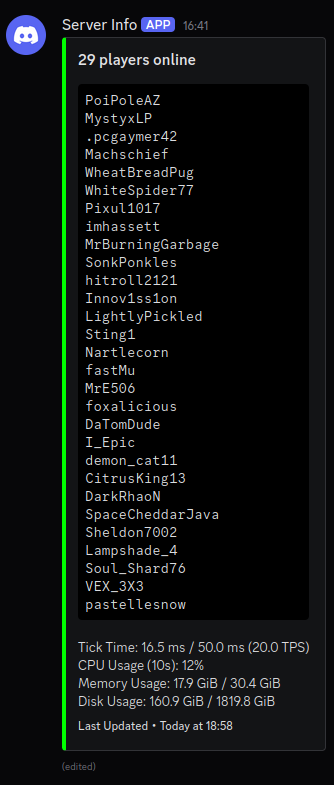 Server Info APP 16:41
29 players online
PoiPoleAZ
MystyxLP
.pcgaymer42
Machschief
WheatBreadPug
WhiteSpider77
Pixul1017
imhassett
MrBurningGarbage
SonkPonkles
hitroll2121
Innov1ss1on
LightlyPickled
Sting1
Nartlecorn
fastMu
MrE506
foxalicious
DaTomDude
I_Epic
demon_cat11
CitrusKing13
DarkRhaoN
SpaceCheddarJava
Sheldon7002
Lampshade_4
Soul_Shard76
VEX_3X3
pastellesnow
Tick Time: 16.5 ms / 50.0 ms (20.0 TPS)
CPU Usage (10s): 12%
Memory Usage: 17.9 GiB / 30.4 GiB
Disk Usage: 160.9 GiB / 1819.8 GiB
Last Updated • Today at 18:58
(edited)